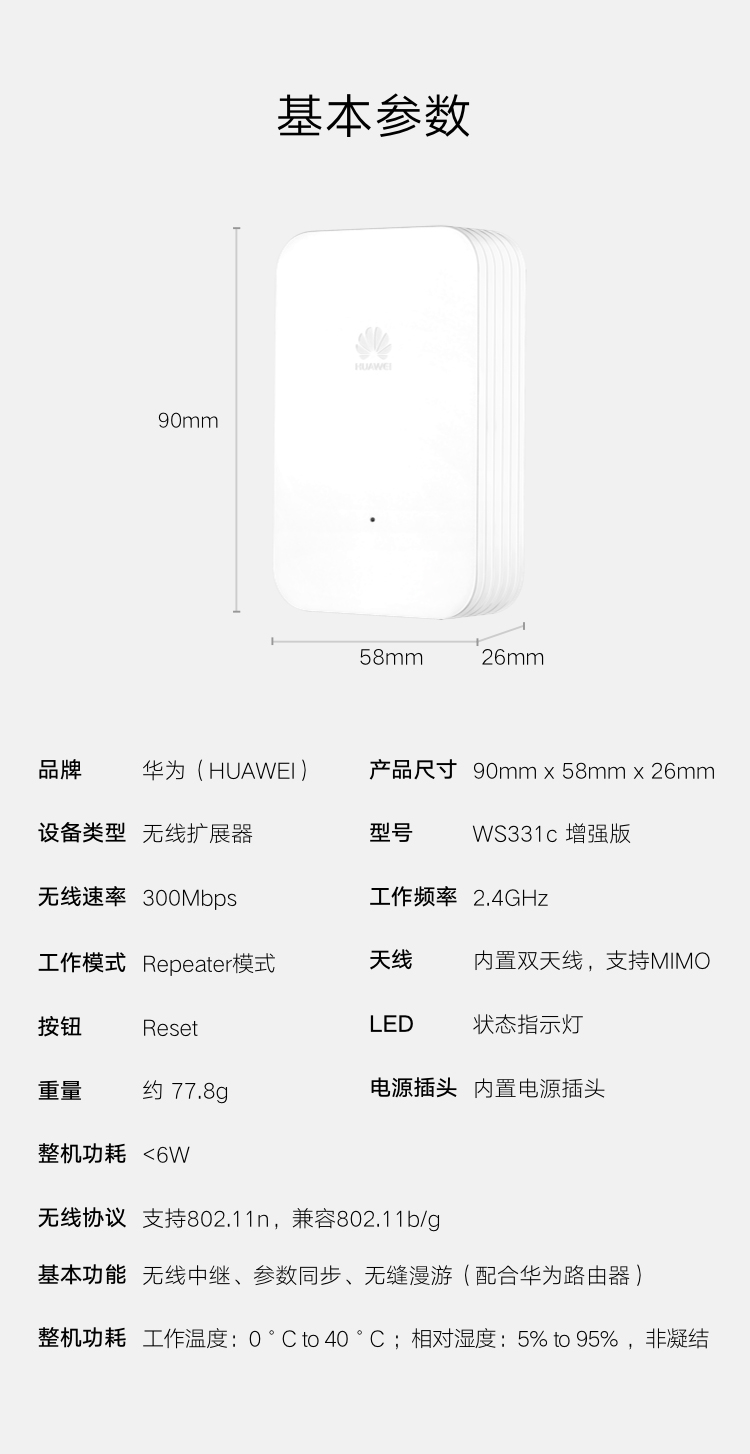 基本参数
HUAWEI
90mm
58mm
26mm
品牌 华为（HUAWEI） 产品尺寸 90mm x 58mm x 26mm
设备类型 无线扩展器 型号 WS331c 增强版
无线速率 300Mbps 工作频率 2.4GHz
工作模式 Repeater模式 天线 内置双天线，支持MIMO
按钮 Reset LED 状态指示灯
重量 约 77.8g 电源插头 内置电源插头
整机功耗 <6W
无线协议 支持802.11n，兼容802.11b/g
基本功能 无线中继、参数同步、无缝漫游（配合华为路由器）
整机功耗 工作温度：0 ° C to 40 ° C；相对湿度：5% to 95%，非凝结